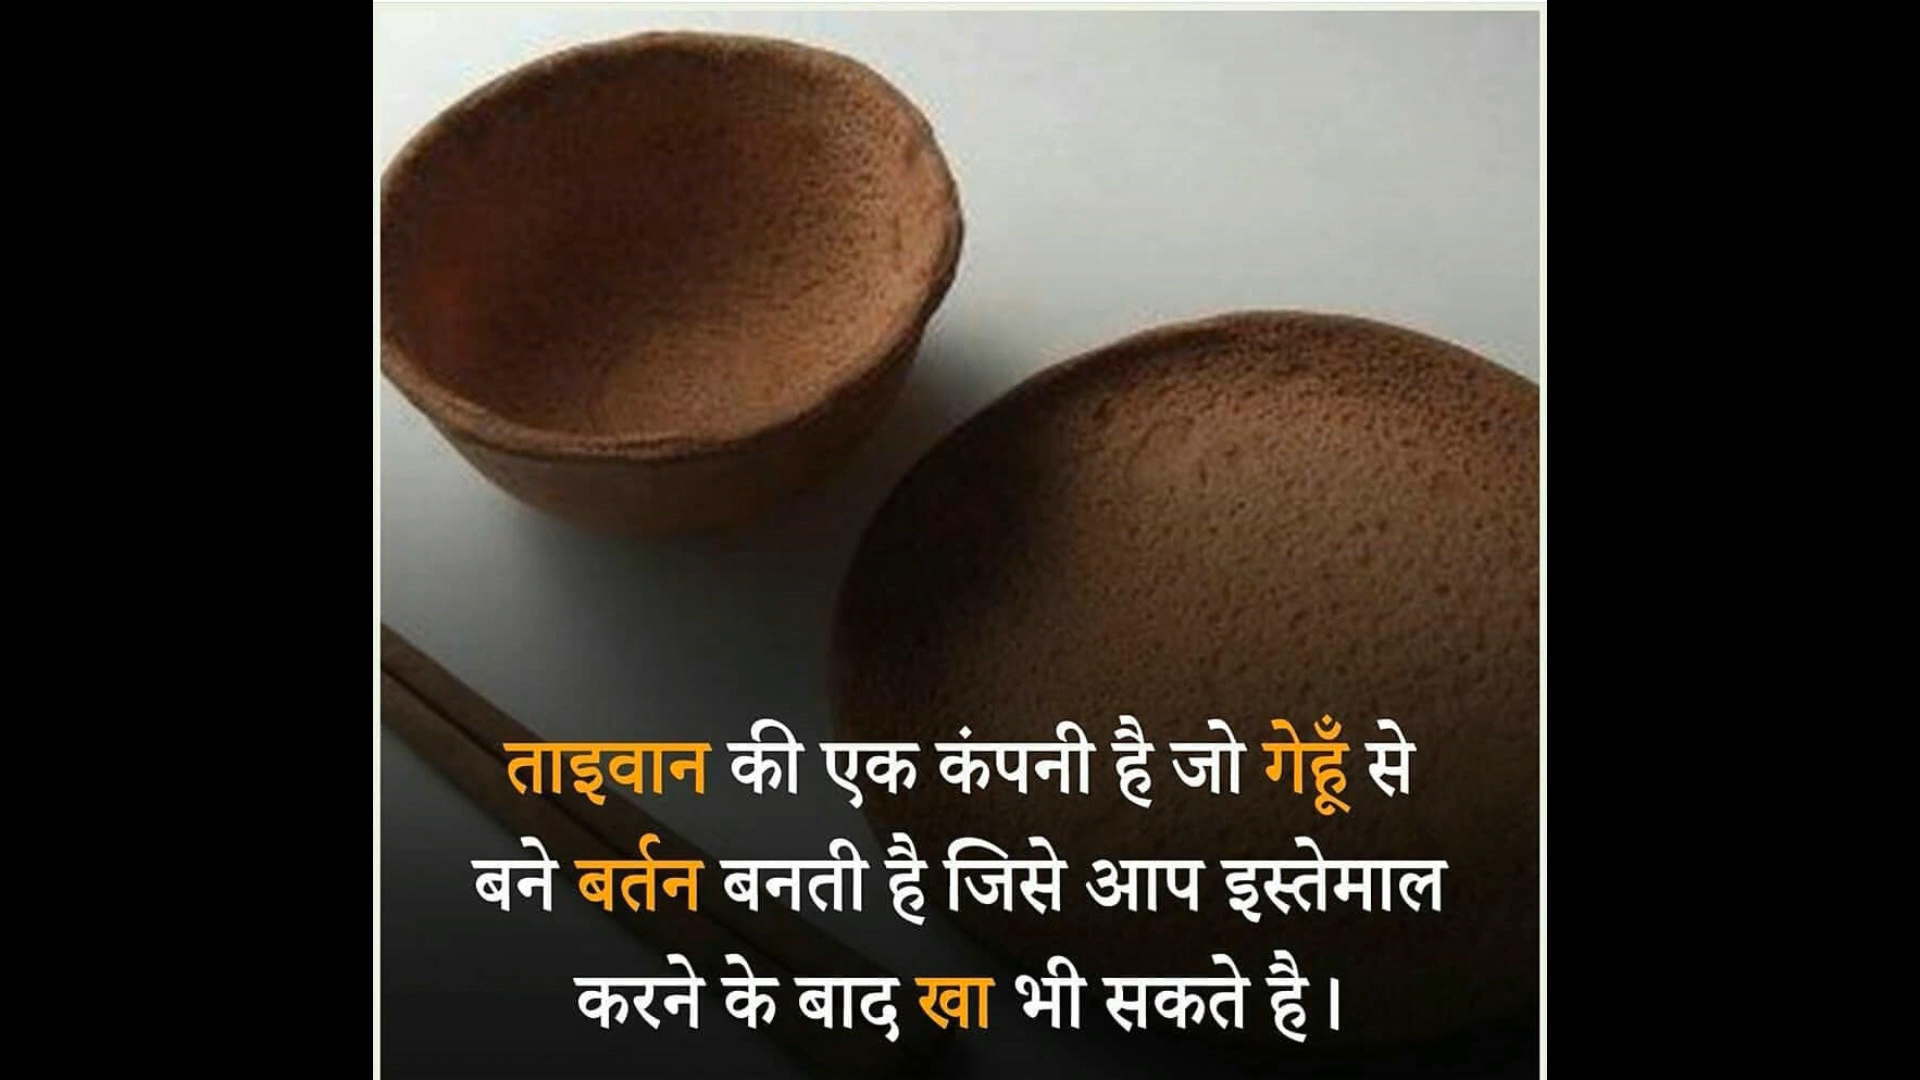 ताइवान की एक कंपनी है जो गेहूँ से
बने बर्तन बनती है जिसे आप इस्तेमाल
करने के बाद खा भी सकते है।